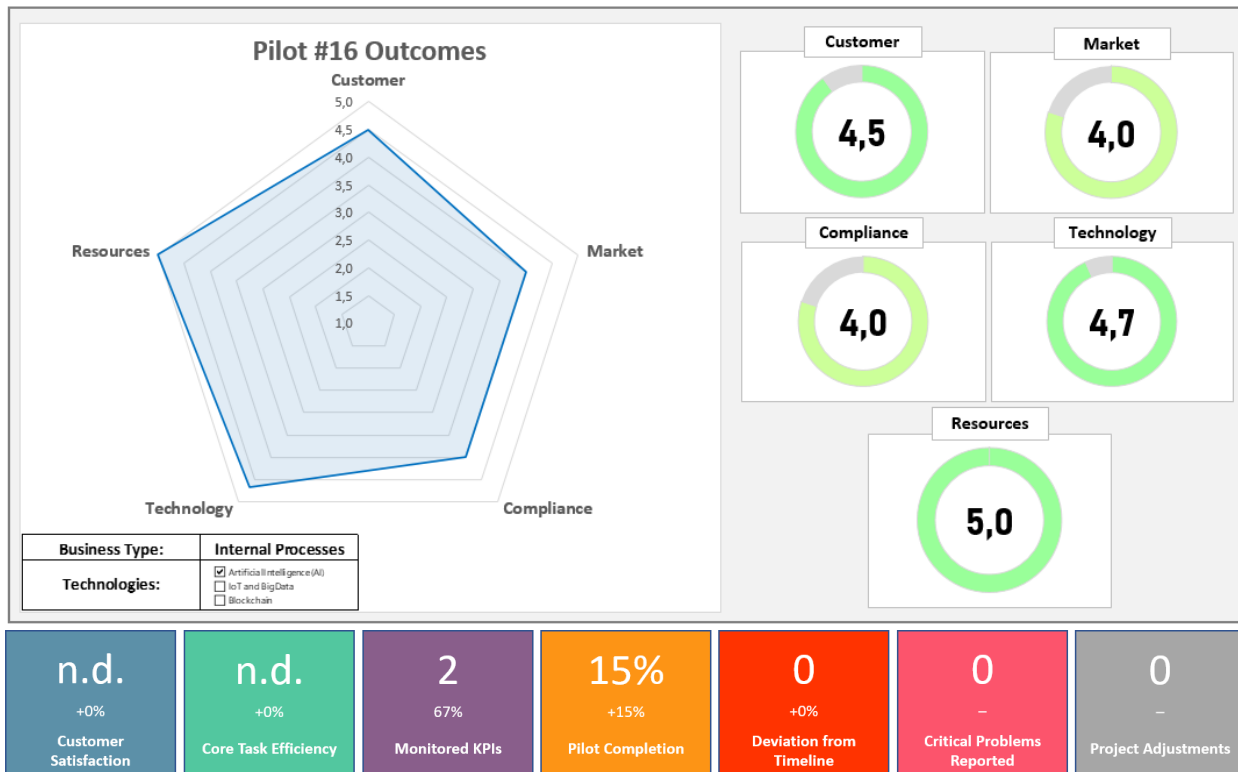 Pilot #16 Outcomes
Customer
5,0
4,5
4,0
3,5
3,0
2,5
2,0
1,5
1,0
Resources
Market
Technology
Compliance
Business Type:
Internal Processes
Technologies:
Artificial Intelligence (AI)
IoT and BigData
Blockchain
Customer
4,5
Market
4,0
Compliance
4,0
Technology
4,7
Resources
5,0
n.d.
+0%
Customer
Satisfaction
n.d.
+0%
Core Task Efficiency
2
67%
Monitored KPIs
15%
+15%
Pilot Completion
0
+0%
Deviation from
Timeline
0
–
Critical Problems
Reported
0
–
Project Adjustments